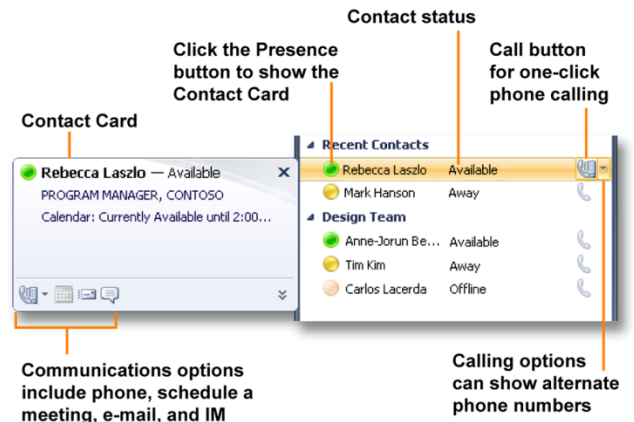 Contact status
Click the Presence
button to show the
Contact Card
Call button
for one-click
phone calling
Contact Card
Recent Contacts
Rebecca Laszlo Available
Mark Hanson Away
Design Team
Anne-Jorun Be... Available
Tim Kim Away
Carlos Lacerda Offline
Rebecca Laszlo — Available
PROGRAM MANAGER, CONTOSO
Calendar: Currently Available until 2:00...
Communications options
include phone, schedule a
meeting, e-mail, and IM
Calling options
can show alternate
phone numbers